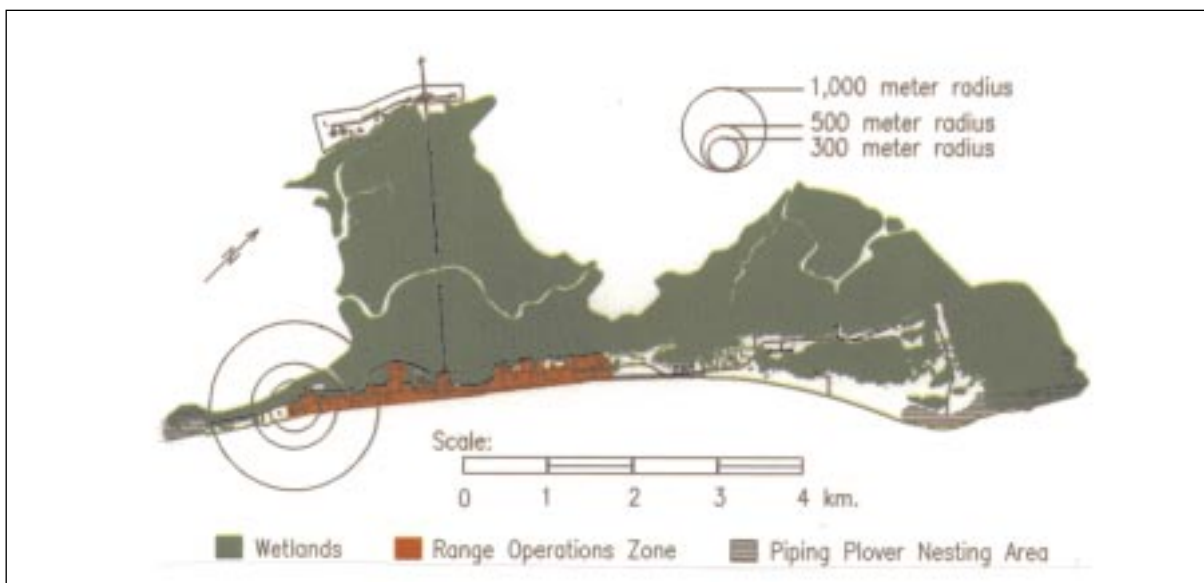 1,000 meter radius
500 meter radius
300 meter radius
N
Scale:
0 1 2 3 4 km.
Wetlands Range Operations Zone Piping Plover Nesting Area